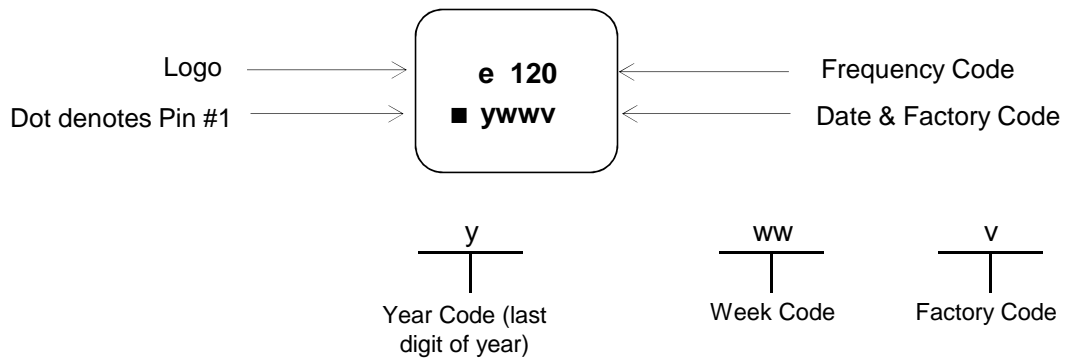 Logo
e 120
Frequency Code
Dot denotes Pin #1
■ ywwv
Date & Factory Code
y
ww
v
Year Code (last
digit of year)
Week Code
Factory Code